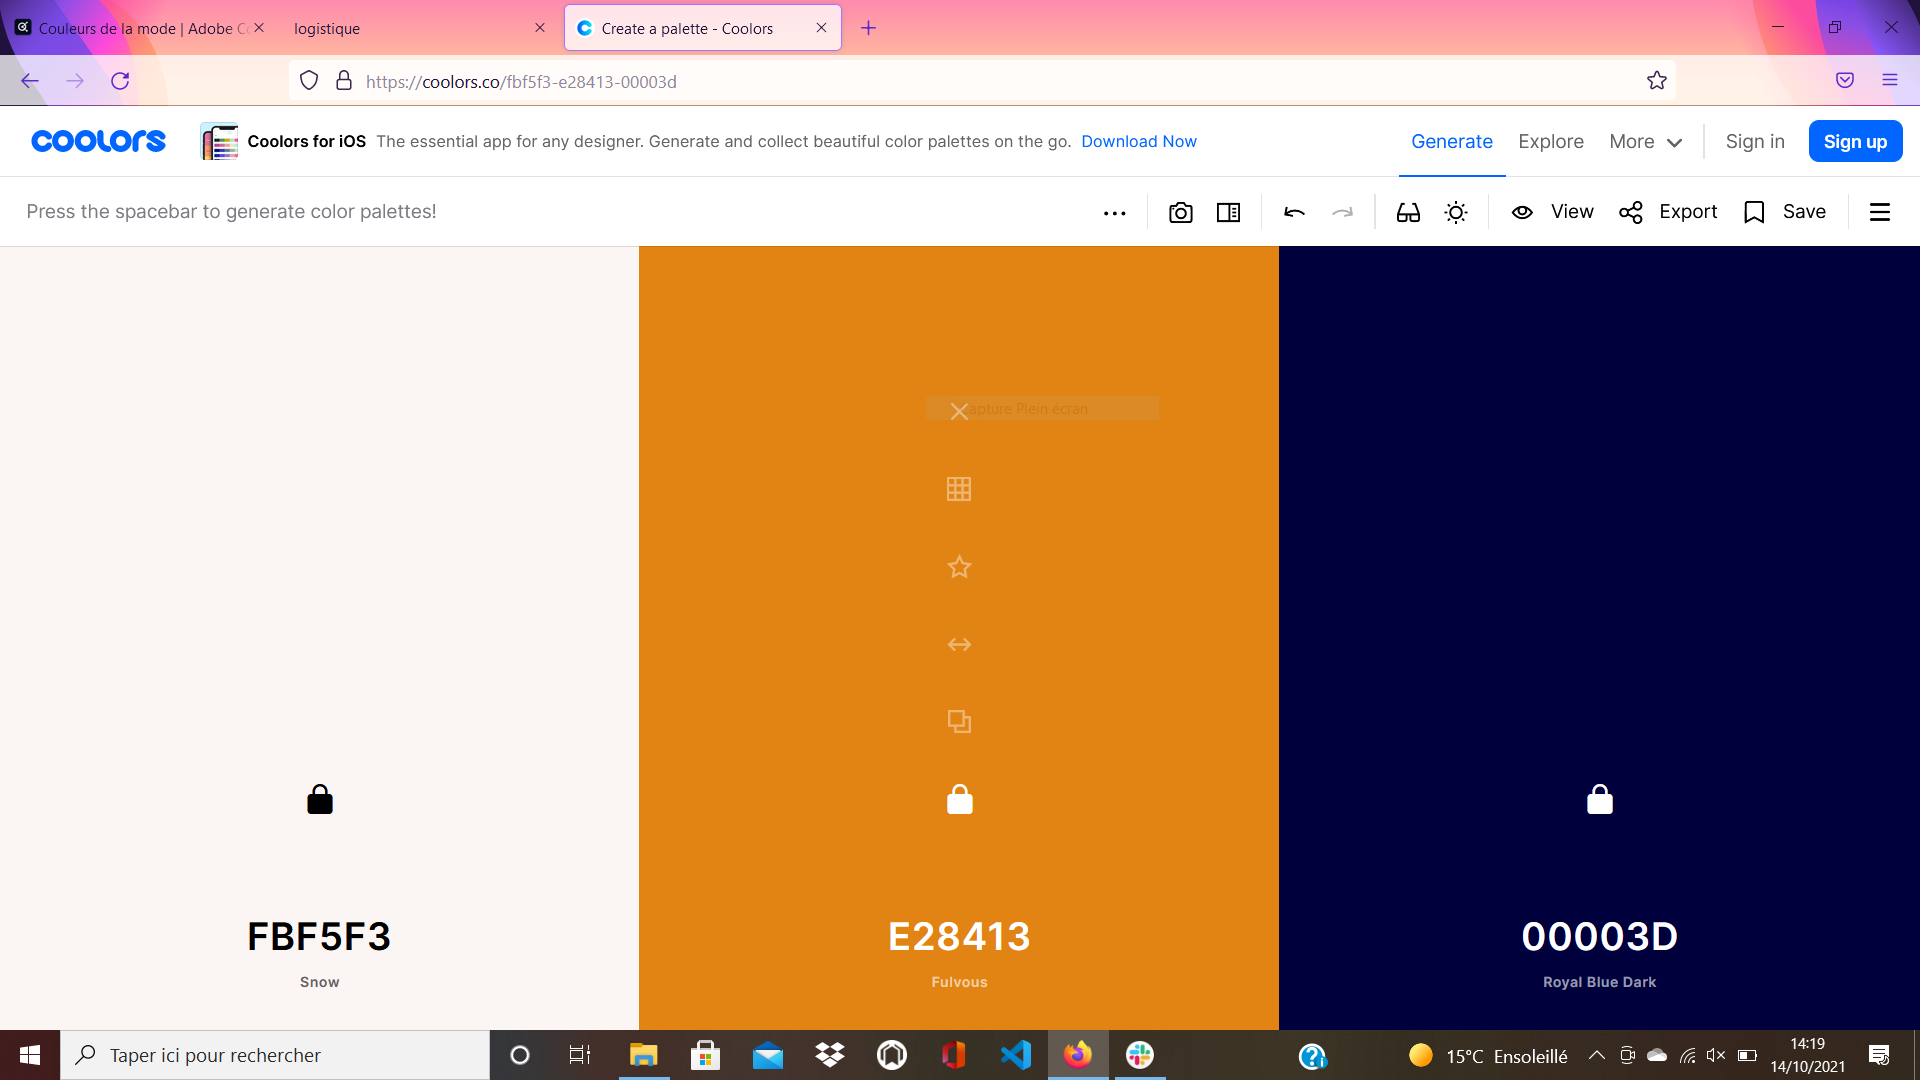 Couleurs de la mode | Adobe Co
logistique
Create a palette - Coolors
https://coolors.co/fbf5f3-e28413-00003d
coolors
Coolors for iOS The essential app for any designer. Generate and collect beautiful color palettes on the go. Download Now
Generate
Explore
More
Sign in
Sign up
Press the spacebar to generate color palettes!
View
Export
Save
apture Plein écran
FBF5F3
Snow
E28413
Fulvous
00003D
Royal Blue Dark
Taper ici pour rechercher
15°C Ensoleillé
14:19
14/10/2021